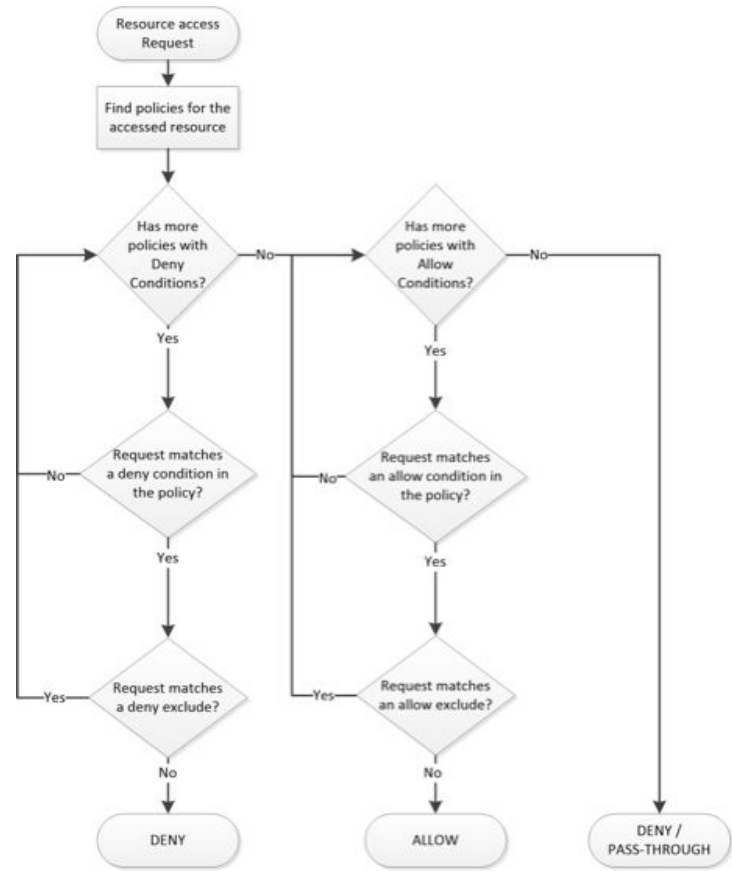 Resource access
Request
Find policies for the
accessed resource
Has more
policies with
Deny
Conditions?
No
Has more
policies with
Allow
Conditions?
No
Yes
Yes
Request matches
a deny condition in
the policy?
No
Request matches
an allow condition in
the policy?
No
Yes
Yes
Request matches
a deny exclude?
Yes
Request matches
an allow exclude?
Yes
No
No
DENY
ALLOW
DENY /
PASS-THROUGH